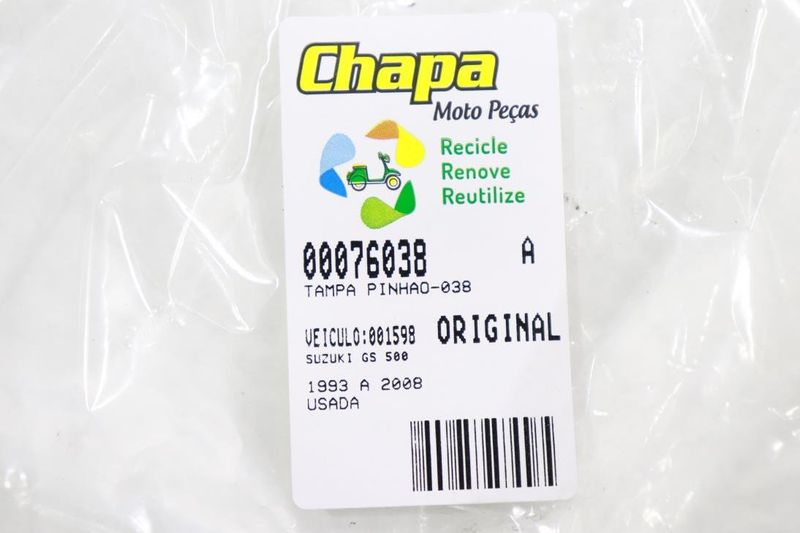 Chapa
Moto Peças
Recicle
Renove
Reutilize
00076038 A
TAMPA PINHAO-038
VEICULO:001598 ORIGINAL
SUZUKI GS 500
1993 A 2008
USADA